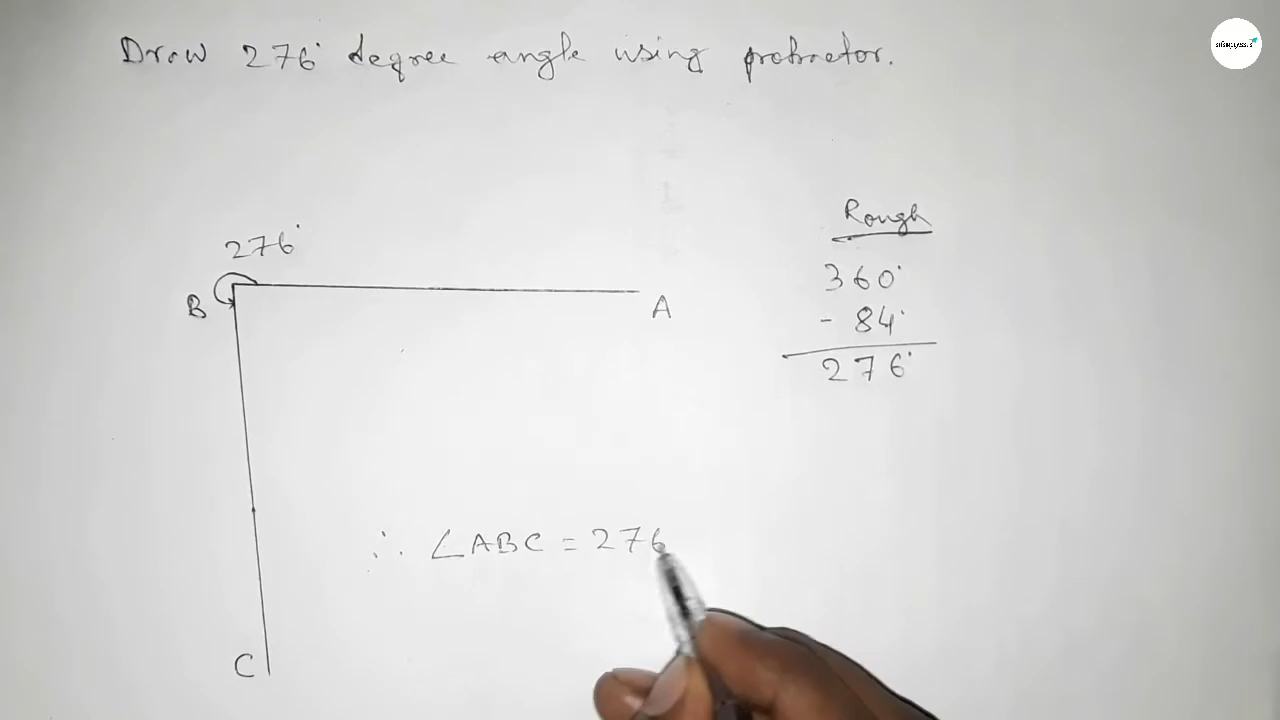 Draw 276° degree angle using protractor.
Rough
276°
360°
B
A
- 84°
276°
∴ ∠ABC = 276
C